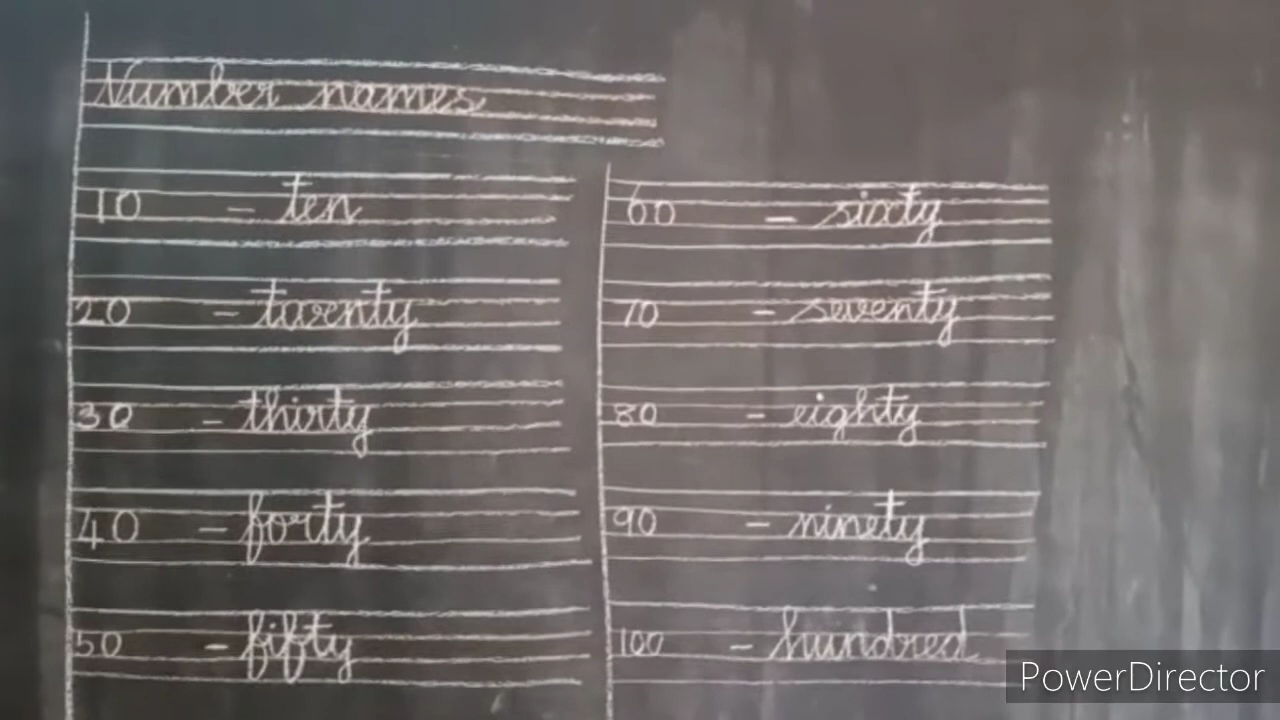 Number names
10 - ten
20 - twenty
30 - thirty
40 - forty
50 - fifty
60 - sixty
70 - seventy
80 - eighty
90 - ninety
100 - hundred
PowerDirector